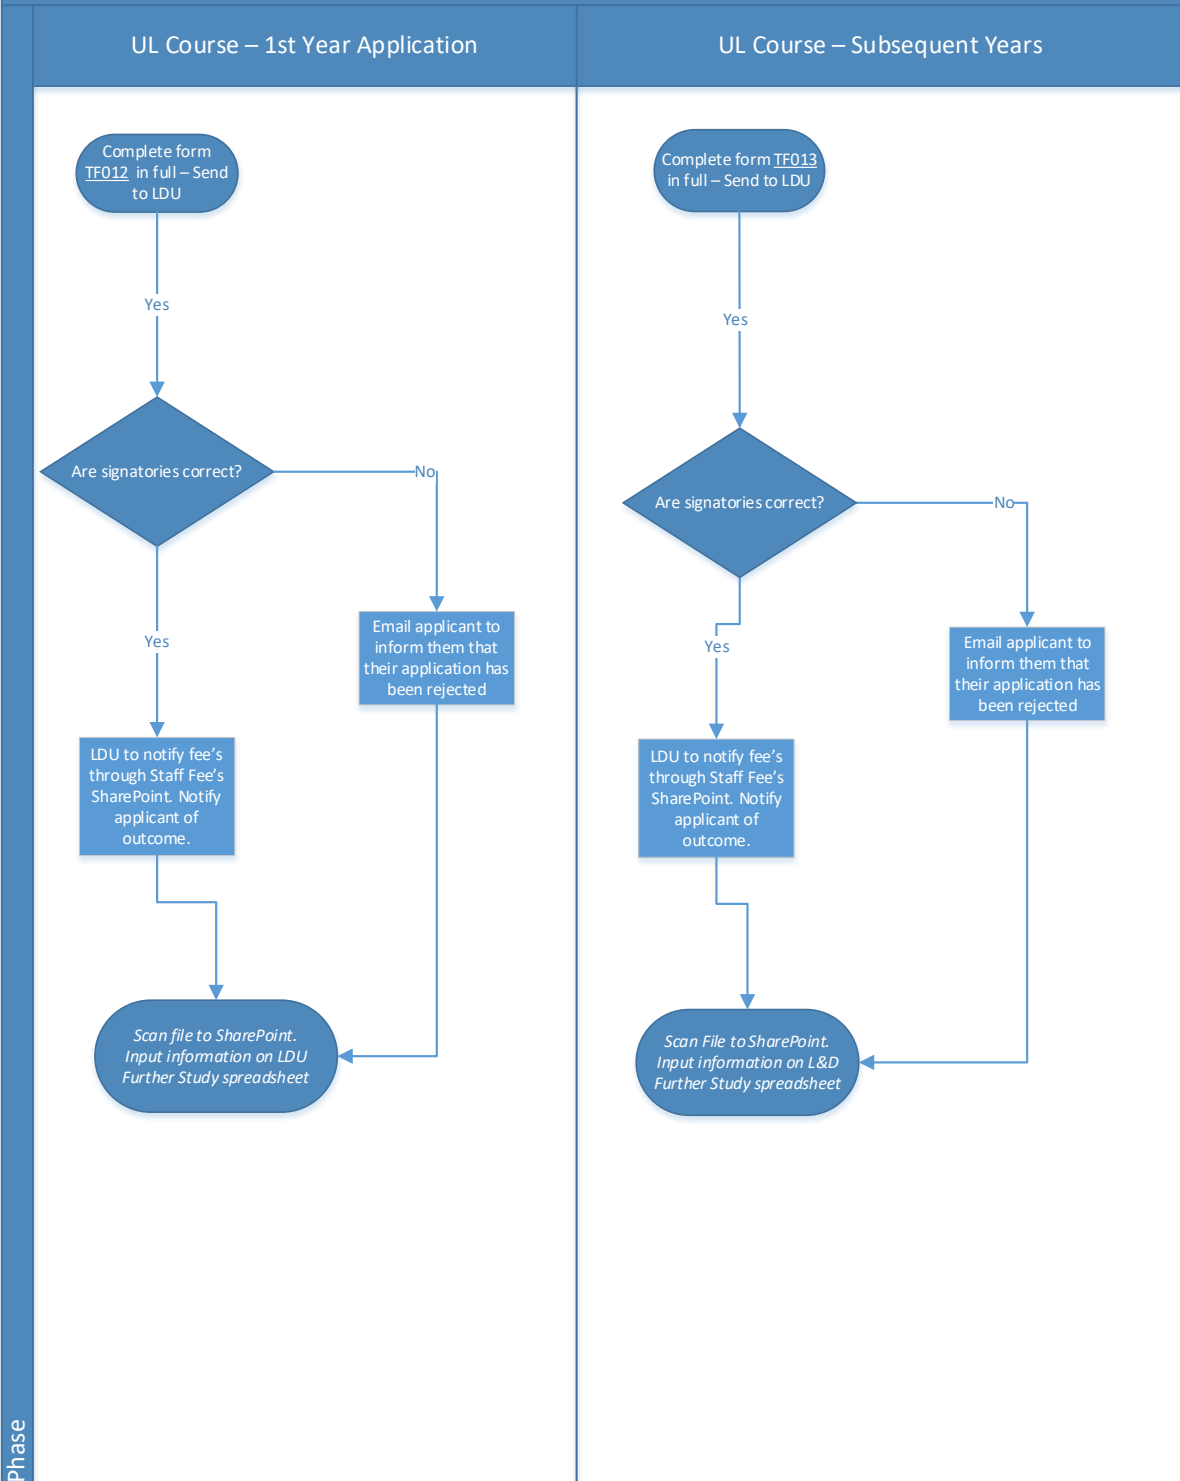 UL Course – 1st Year Application
UL Course – Subsequent Years
Complete form
TF012 in full – Send
to LDU
Yes
Are signatories correct?
No
Email applicant to
inform them that
their application has
been rejected
Yes
LDU to notify fee's
through Staff Fee's
SharePoint. Notify
applicant of
outcome.
Scan file to SharePoint.
Input information on LDU
Further Study spreadsheet
Complete form TF013
in full – Send to LDU
Yes
Are signatories correct?
No
Email applicant to
inform them that
their application has
been rejected
Yes
LDU to notify fee's
through Staff Fee's
SharePoint. Notify
applicant of
outcome.
Scan File to SharePoint.
Input information on L&D
Further Study spreadsheet
Phase